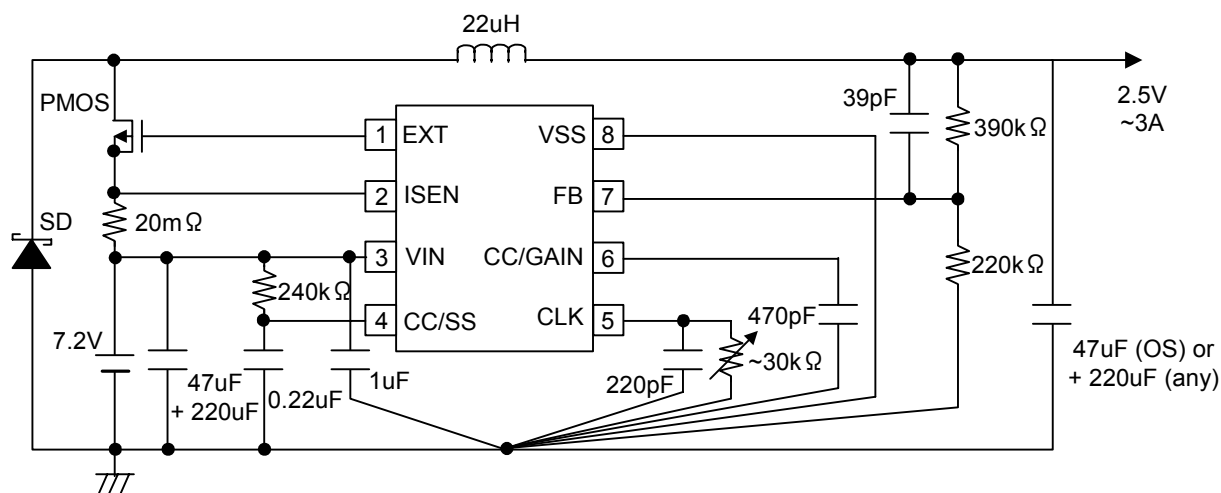 22uH
PMOS
39pF
2.5V
~3A
1 EXT VSS 8
390kΩ
2 ISEN FB 7
SD
20mΩ
3 VIN CC/GAIN 6
240kΩ
220kΩ
4 CC/SS CLK 5
470pF
7.2V
~30kΩ
47uF
+ 220uF
0.22uF
1uF
220pF
47uF (OS) or
+ 220uF (any)